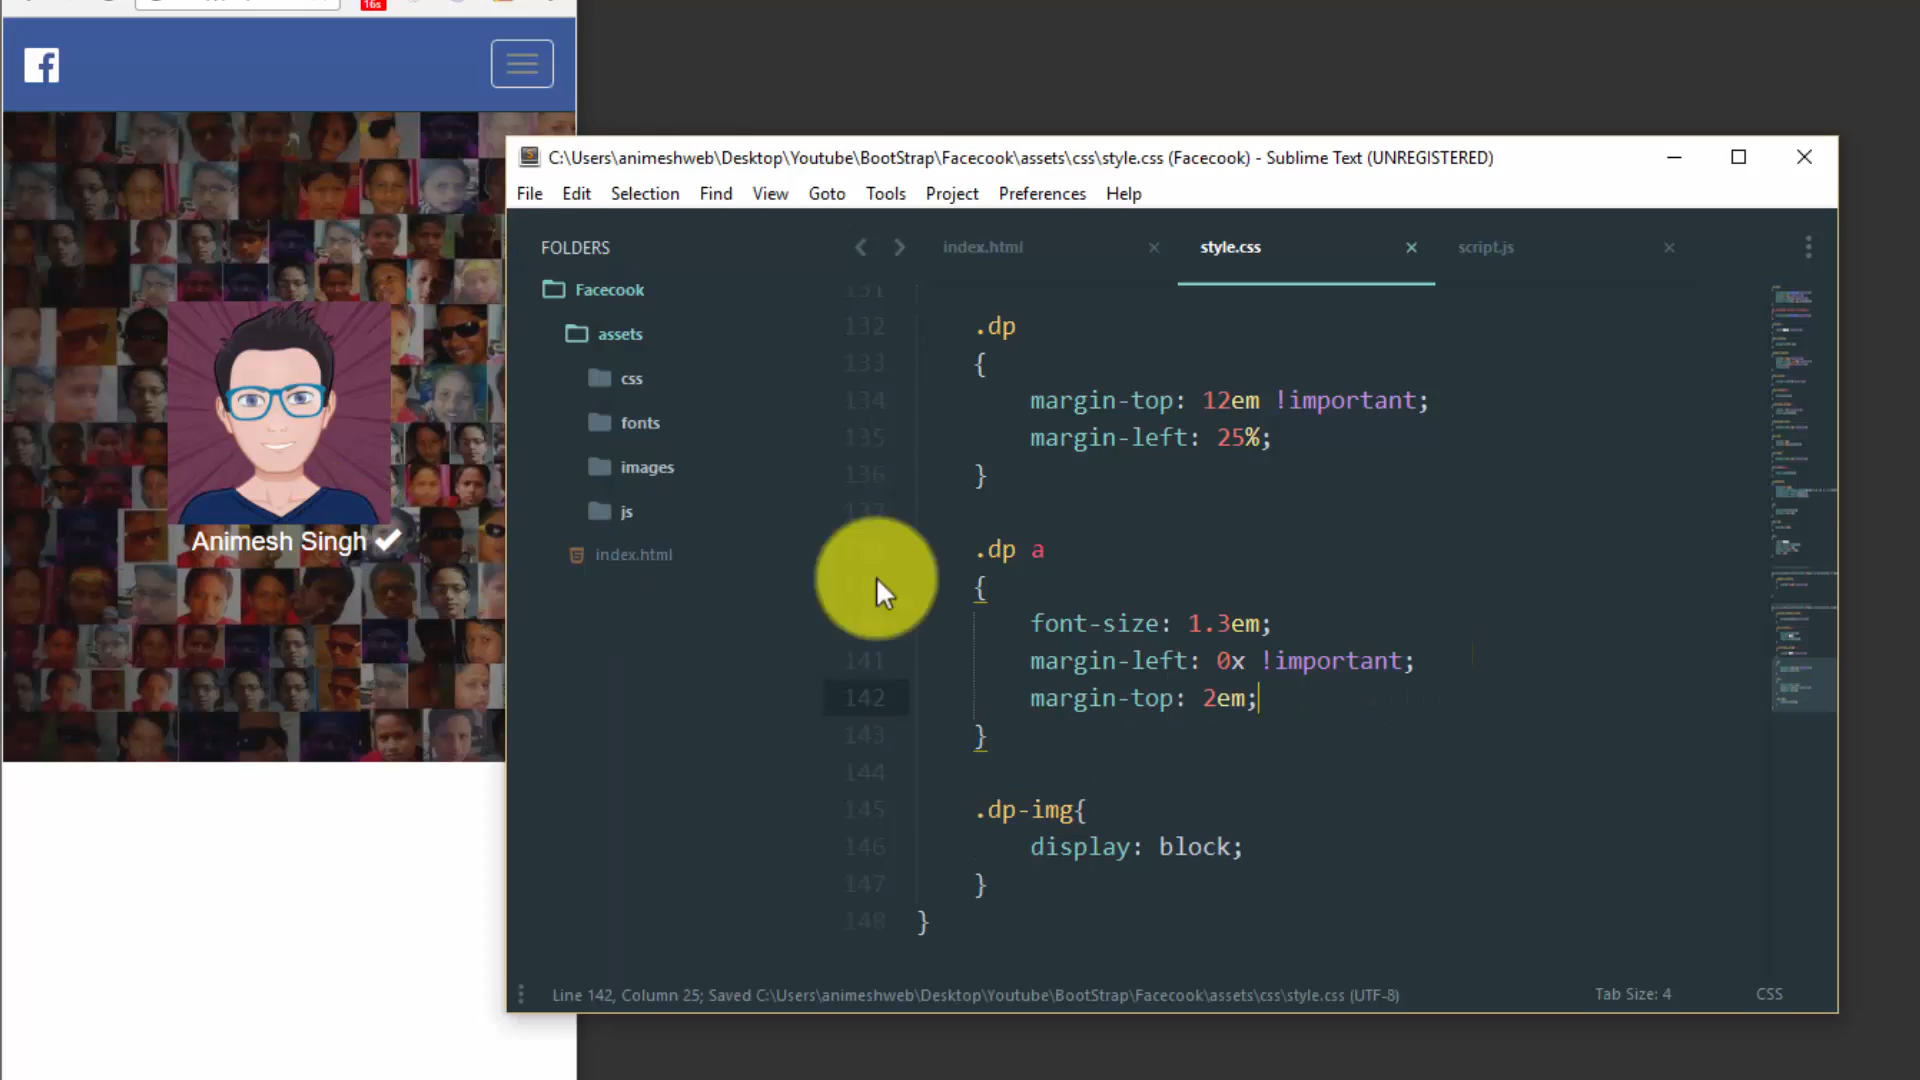 16s
Animesh Singh
C:\Users\animeshweb\Desktop\Youtube\BootStrap\Facecook\assets\css\style.css (Facecook) - Sublime Text (UNREGISTERED)
File Edit Selection Find View Goto Tools Project Preferences Help
FOLDERS
Facecook
assets
css
fonts
images
js
index.html
index.html style.css script.js
131
132 .dp
133 {
134 margin-top: 12em !important;
135 margin-left: 25%;
136 }
137
.dp a
{
font-size: 1.3em;
141 margin-left: 0x !important;
142 margin-top: 2em;
143 }
144
145 .dp-img{
146 display: block;
147 }
148 }
Line 142, Column 25; Saved C:\Users\animeshweb\Desktop\Youtube\BootStrap\Facecook\assets\css\style.css (UTF-8)
Tab Size: 4
CSS